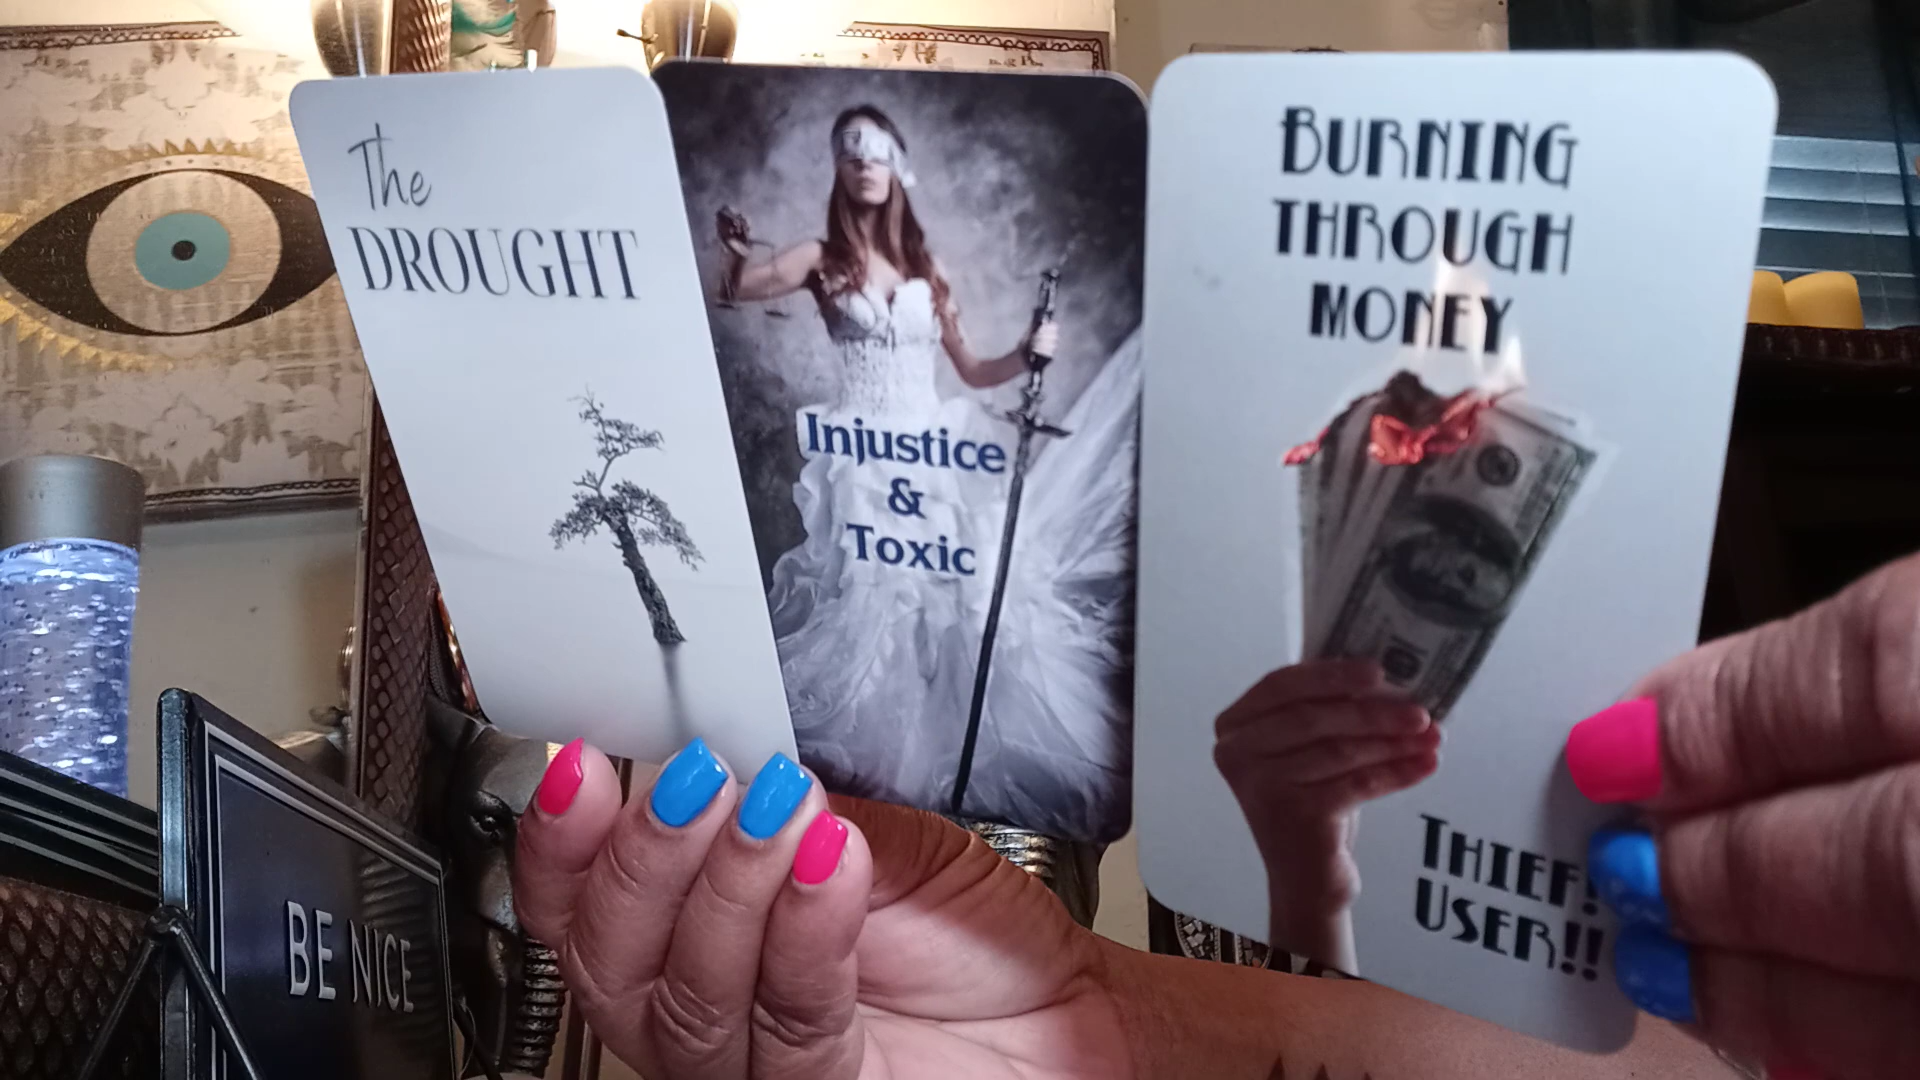 The
DROUGHT
Injustice
&
Toxic
BURNING
THROUGH
MONEY
THIEF!
USER!!
BE NICE